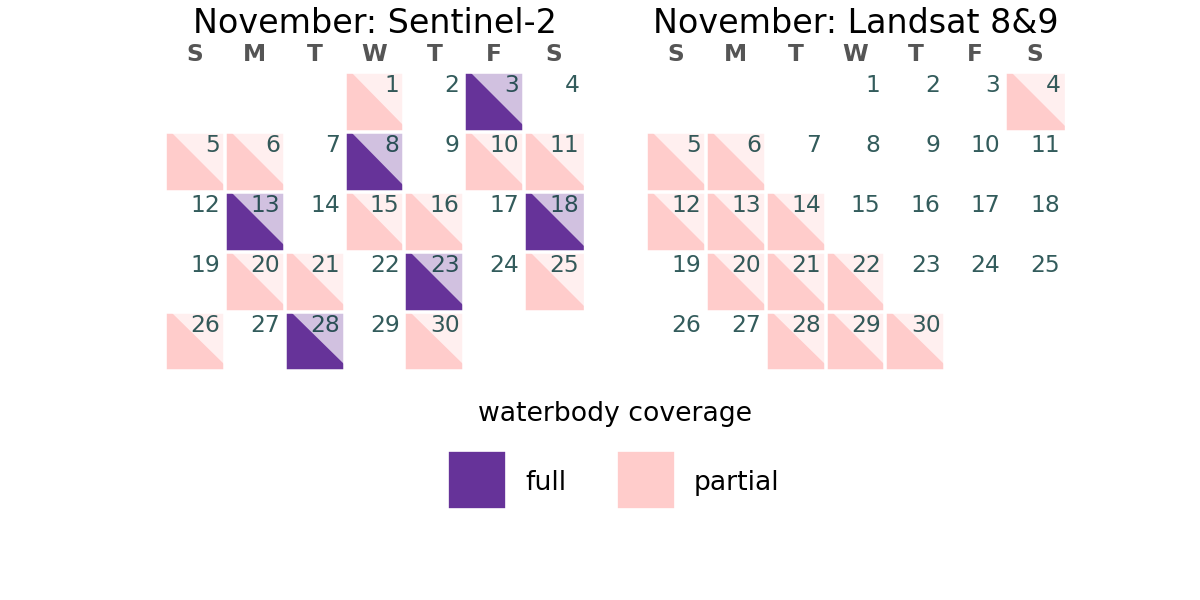 November: Sentinel-2
S M T W T F S
1 2 3 4
5 6 7 8 9 10 11
12 13 14 15 16 17 18
19 20 21 22 23 24 25
26 27 28 29 30
November: Landsat 8&9
S M T W T F S
1 2 3 4
5 6 7 8 9 10 11
12 13 14 15 16 17 18
19 20 21 22 23 24 25
26 27 28 29 30
waterbody coverage
full partial